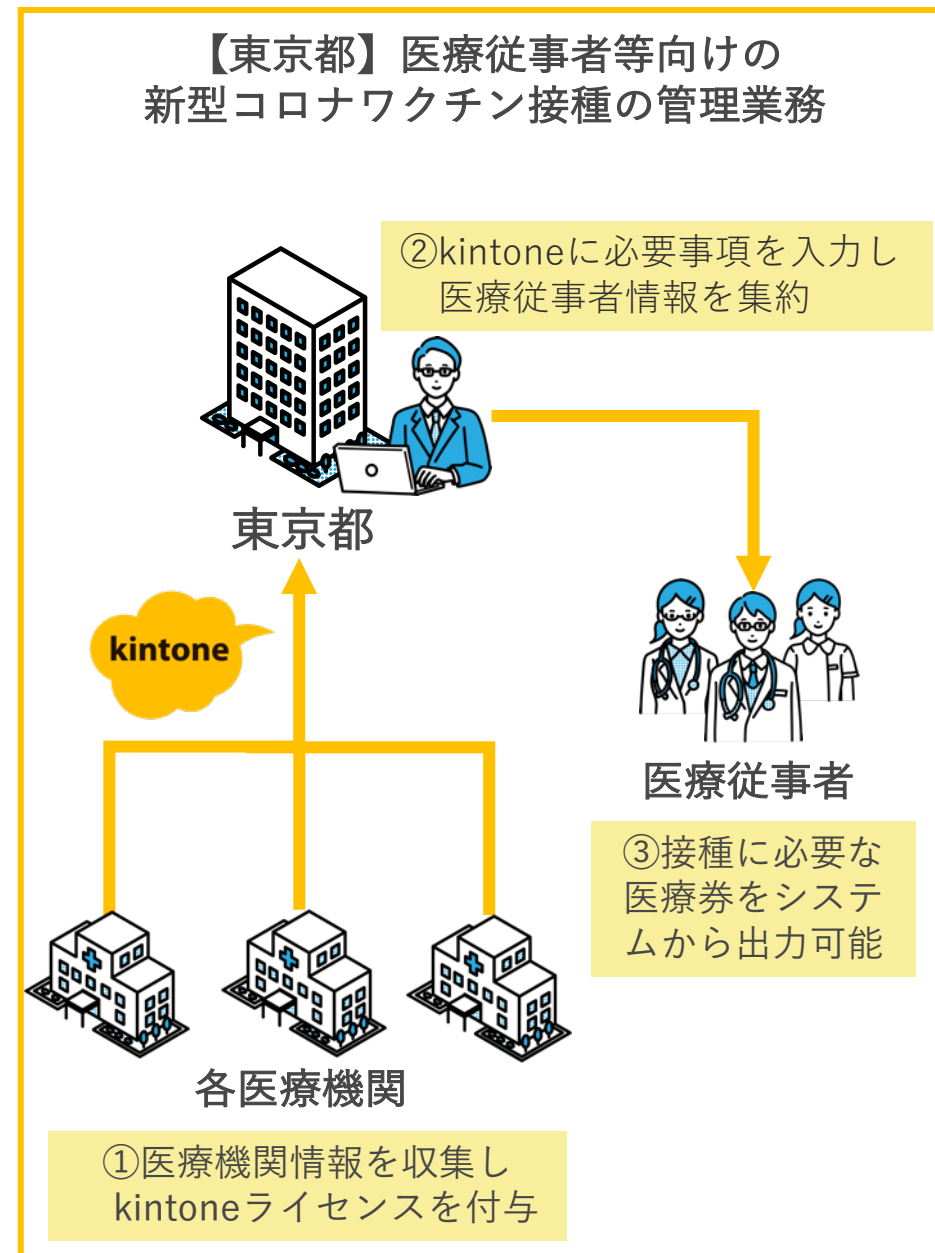 【東京都】医療従事者等向けの
新型コロナワクチン接種の管理業務
②kintoneに必要事項を入力し
医療従事者情報を集約
東京都
kintone
医療従事者
③接種に必要な
医療券をシステ
ムから出力可能
各医療機関
①医療機関情報を収集し
kintoneライセンスを付与